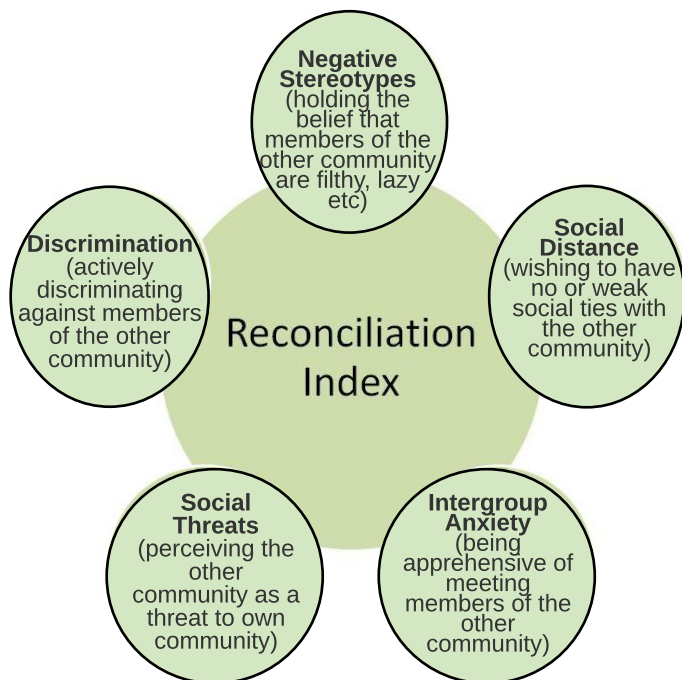 Negative
Stereotypes
(holding the
belief that
members of the
other community
are filthy, lazy
etc)
Discrimination
(actively
discriminating
against members
of the other
community)
Social
Distance
(wishing to have
no or weak
social ties with
the other
community)
Reconciliation
Index
Social
Threats
(perceiving the
other
community as a
threat to own
community)
Intergroup
Anxiety
(being
apprehensive of
meeting
members of the
other
community)